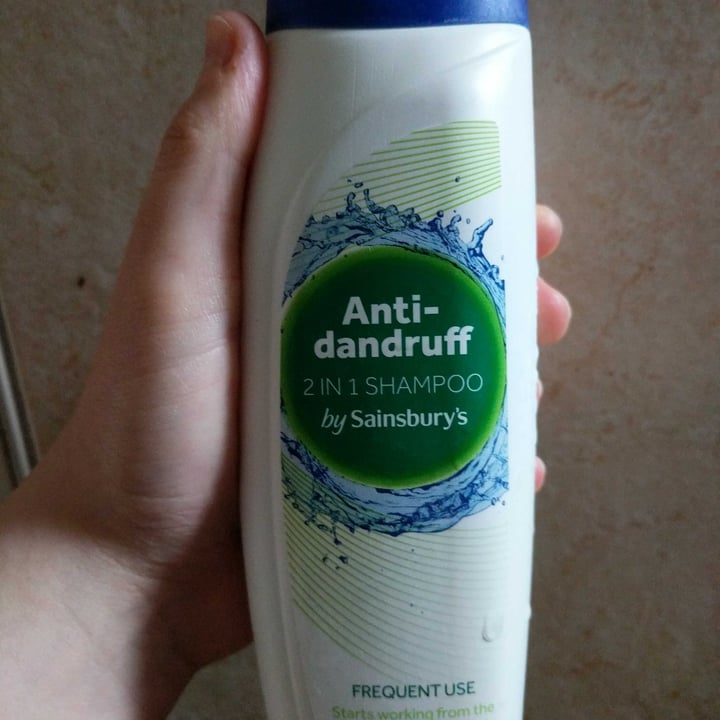 Anti-
dandruff
2 IN 1 SHAMPOO
by Sainsbury's
FREQUENT USE
Starts working from the